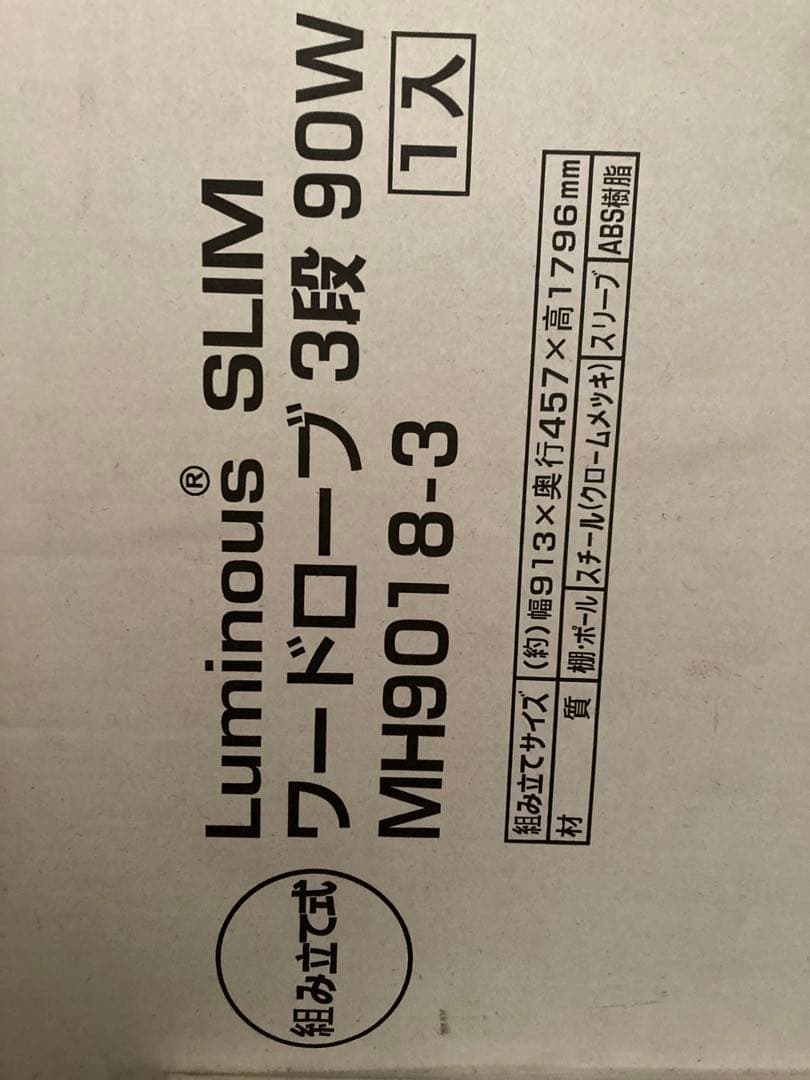 組み立て式
Luminous® SLIM
ワードローブ 3段 90W
MH9018-3
1入
組み立てサイズ (約)幅913×奥行457×高1796mm
材質 棚・ポール スチール(クロームメッキ) スリーブ ABS樹脂